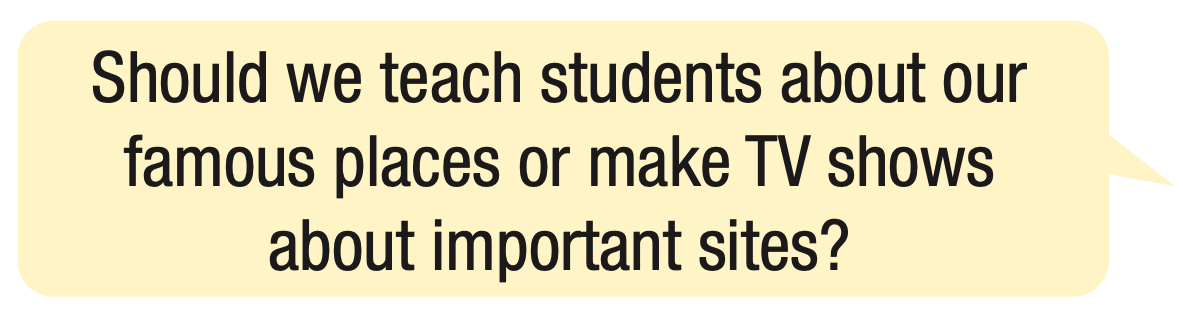 Should we teach students about our
famous places or make TV shows
about important sites?